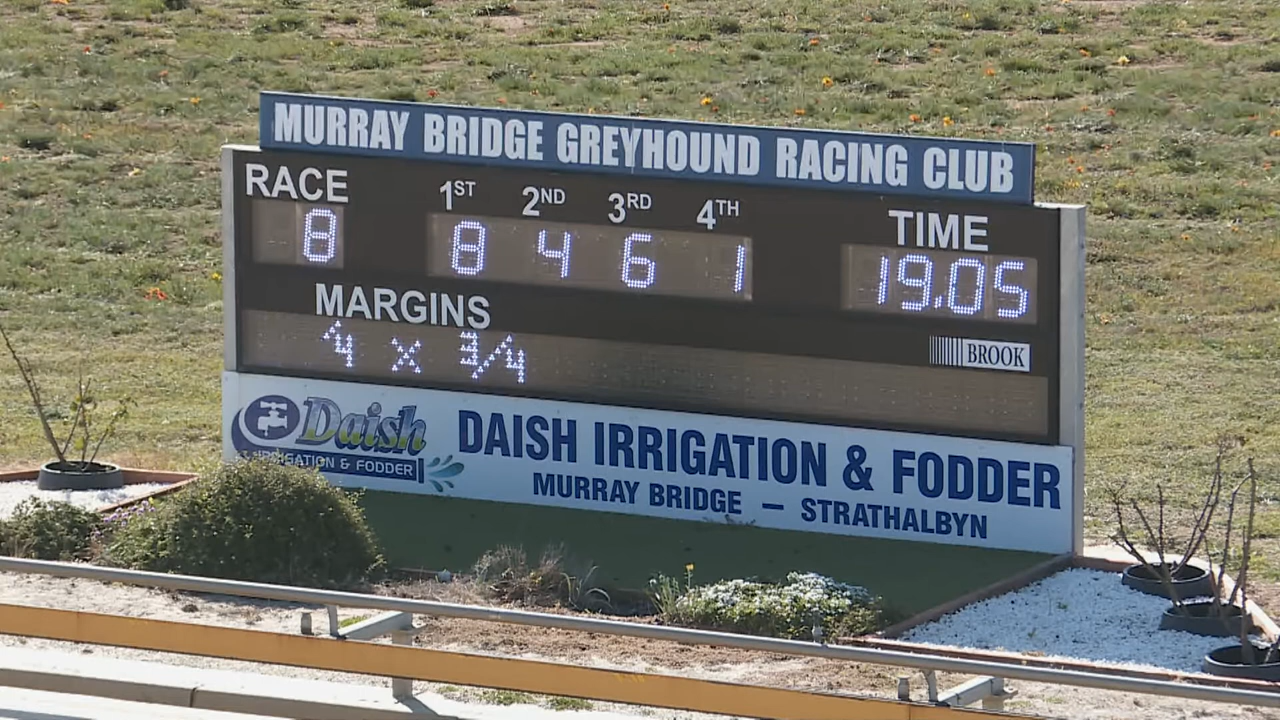 MURRAY BRIDGE GREYHOUND RACING CLUB
RACE 1ST 2ND 3RD 4TH TIME
8 8 4 6 1 19.05
MARGINS
4 x 3/4
BROOK
Daish
IRRIGATION & FODDER
DAISH IRRIGATION & FODDER
MURRAY BRIDGE — STRATHALBYN